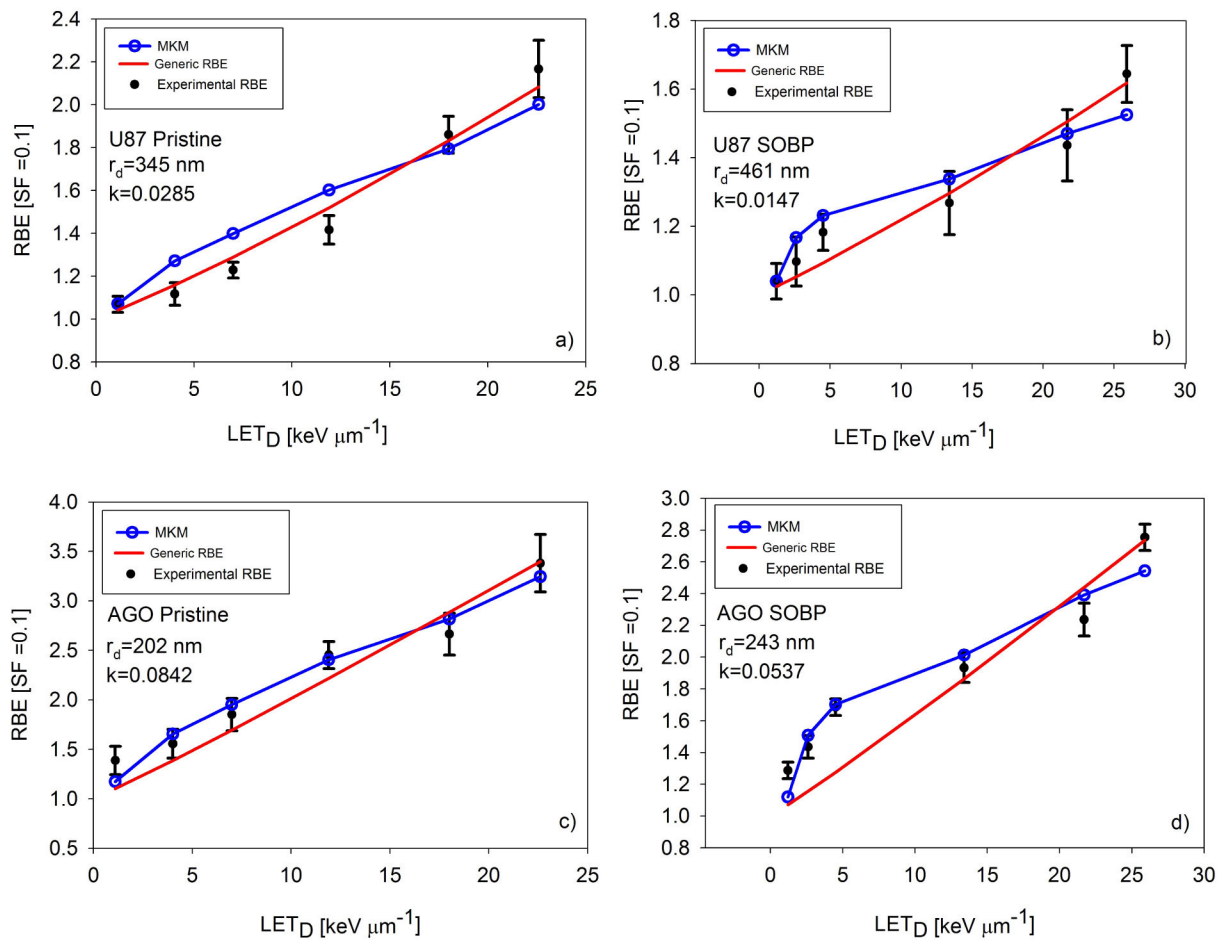 2.4
2.2
2.0
1.8
1.6
1.4
1.2
1.0
0.8
RBE [SF =0.1]
MKM
Generic RBE
Experimental RBE
U87 Pristine
r_d=345 nm
k=0.0285
a)
0 5 10 15 20 25
LET_D [keV μm⁻¹]
1.8
1.6
1.4
1.2
1.0
0.8
RBE [SF =0.1]
MKM
Generic RBE
Experimental RBE
U87 SOBP
r_d=461 nm
k=0.0147
b)
0 5 10 15 20 25 30
LET_D [keV μm⁻¹]
4.0
3.5
3.0
2.5
2.0
1.5
1.0
0.5
RBE [SF =0.1]
MKM
Generic RBE
Experimental RBE
AGO Pristine
r_d=202 nm
k=0.0842
c)
0 5 10 15 20 25
LET_D [keV μm⁻¹]
3.0
2.8
2.6
2.4
2.2
2.0
1.8
1.6
1.4
1.2
1.0
0.8
RBE [SF =0.1]
MKM
Generic RBE
Experimental RBE
AGO SOBP
r_d=243 nm
k=0.0537
d)
0 5 10 15 20 25 30
LET_D [keV μm⁻¹]